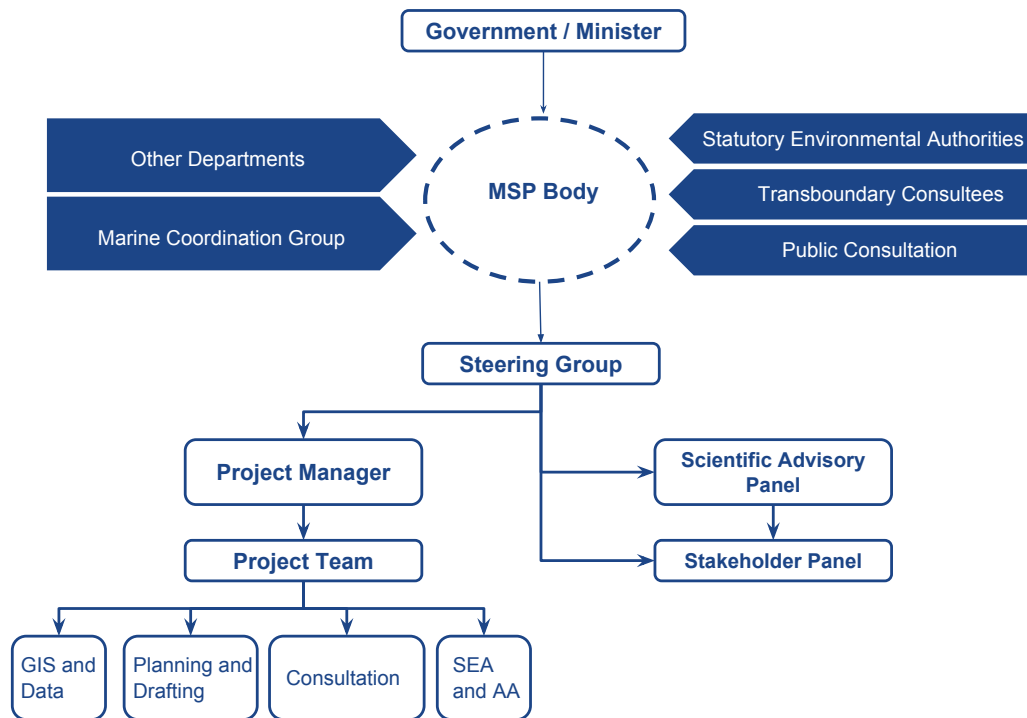 Government / Minister
Other Departments
Marine Coordination Group
MSP Body
Statutory Environmental Authorities
Transboundary Consultees
Public Consultation
Steering Group
Project Manager
Scientific Advisory
Panel
Project Team
Stakeholder Panel
GIS and
Data
Planning and
Drafting
Consultation
SEA
and AA